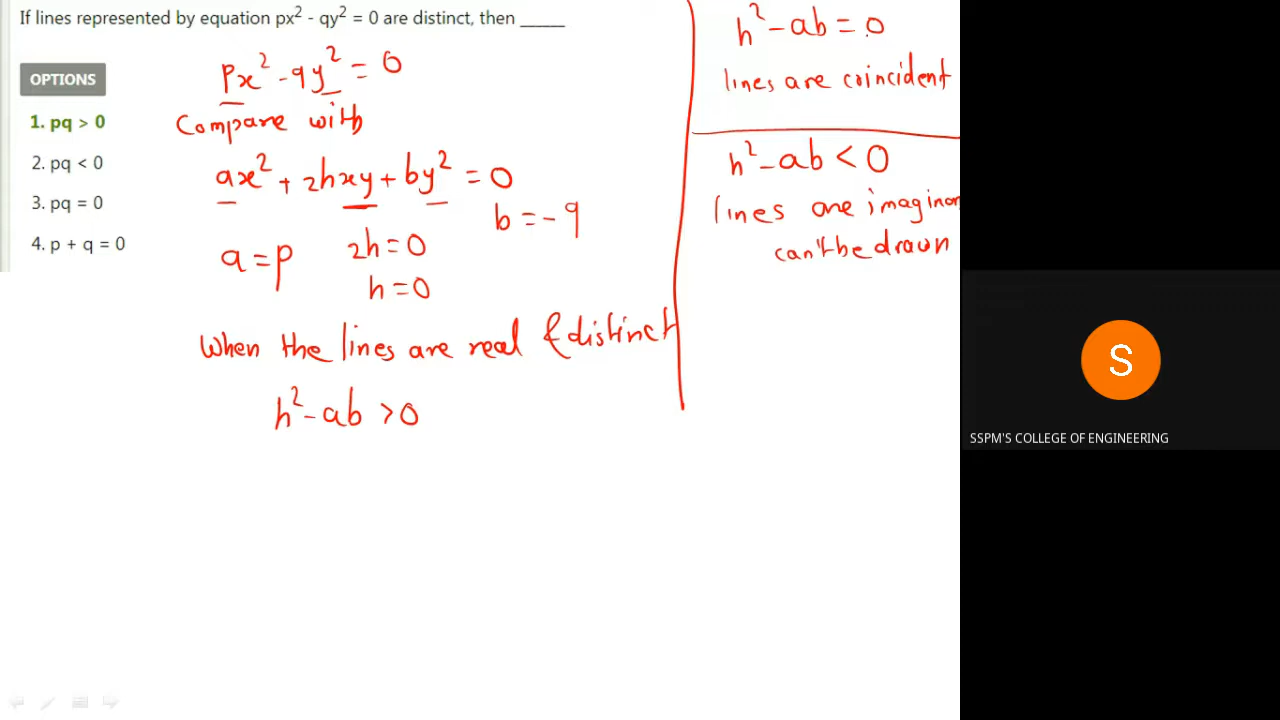 If lines represented by equation px² - qy² = 0 are distinct, then _____
OPTIONS
1. pq > 0
2. pq < 0
3. pq = 0
4. p + q = 0
px² - qy² = 0
Compare with
ax² + 2hxy + by² = 0
a = p
2h = 0
h = 0
b = -q
When the lines are real & distinct
h² - ab > 0
h² - ab = 0
lines are coincident
h² - ab < 0
lines are imaginar
can't be drawn
S
SSPM'S COLLEGE OF ENGINEERING